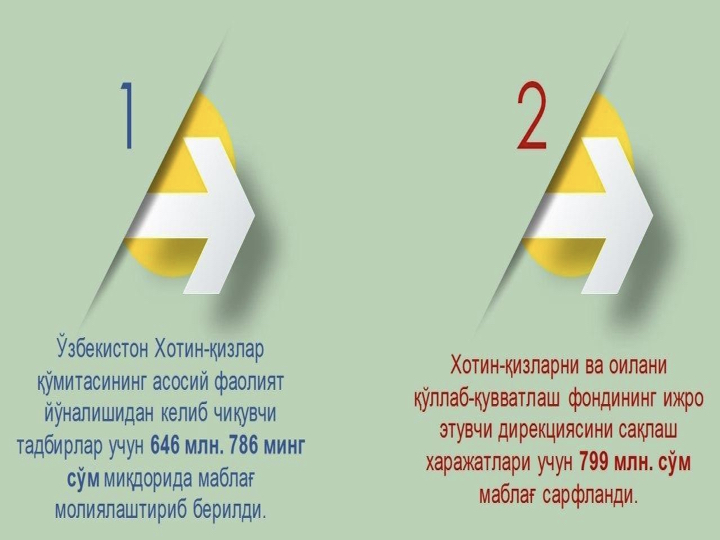 1
Ўзбекистон Хотин-қизлар
қўмитасининг асосий фаолият
йўналишидан келиб чиқувчи
тадбирлар учун 646 млн. 786 минг
сўм миқдорида маблағ
молиялаштириб берилди.
2
Хотин-қизларни ва оилани
қўллаб-қувватлаш фондининг ижро
этувчи дирекциясини сақлаш
харажатлари учун 799 млн. сўм
маблағ сарфланди.